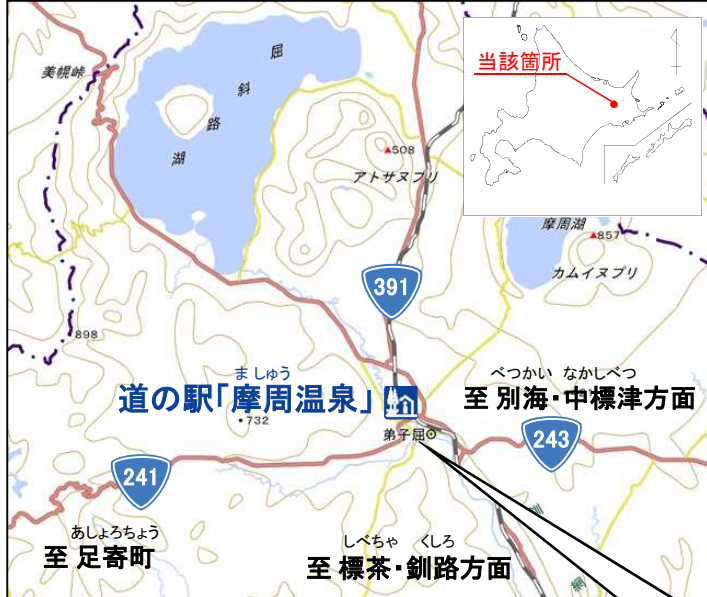 当該箇所
美幌峠
屈斜路湖
508
アトサヌプリ
摩周湖
857
カムイヌプリ
391
898
ましゅう
道の駅「摩周温泉」
べつかい なかしべつ
至 別海・中標津方面
732
弟子屈
243
241
あしょろちょう
至 足寄町
しべちゃ くしろ
至 標茶・釧路方面
釧
網